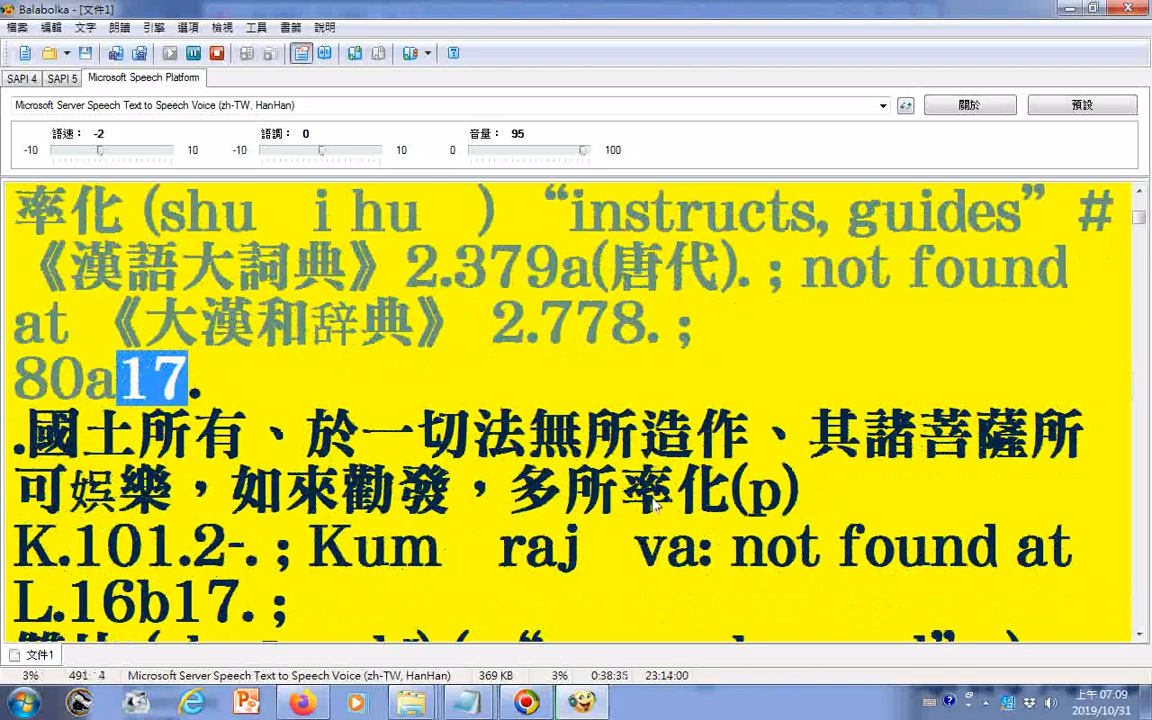 Balabolka - [文件1]
檔案 編輯 文字 朗讀 引擎 選項 檢視 工具 書籤 說明
SAPI 4 SAPI 5 Microsoft Speech Platform
Microsoft Server Speech Text to Speech Voice (zh-TW, HanHan) 關於 預設
語速： -2 語調： 0 音量： 95
-10 10 -10 10 0 100
率化 (shu i hu ) “instructs, guides” #
《漢語大詞典》 2.379a(唐代). ; not found
at 《大漢和辞典》 2.778. ;
80a17.
.國土所有、於一切法無所造作、其諸菩薩所
可娯樂，如來勸發，多所率化(p)
K.101.2-. ; Kum raj va: not found at
L.16b17. ;
文件1
3% Microsoft Server Speech Text to Speech Voice (zh-TW, HanHan) 369 KB 3% 0:38:35 23:14:00
上午 07:09
2019/10/31